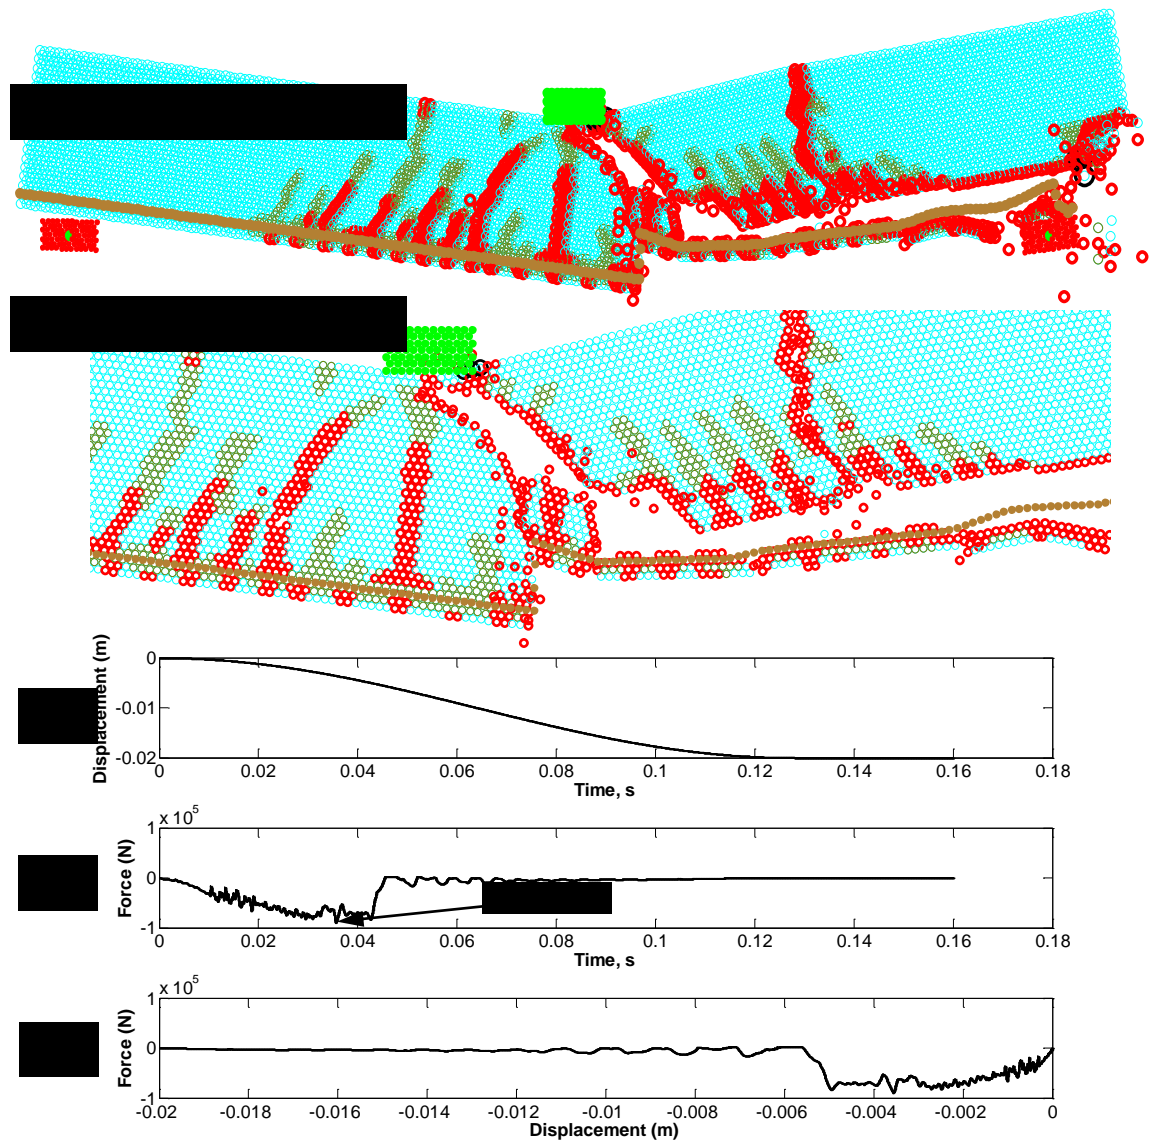 Displacement (m)
0
-0.01
-0.02
0 0.02 0.04 0.06 0.08 0.1 0.12 0.14 0.16 0.18
Time, s
Force (N)
1 x 10^5
0
-1
0 0.02 0.04 0.06 0.08 0.1 0.12 0.14 0.16 0.18
Time, s
Force (N)
1 x 10^5
0
-1
-0.02 -0.018 -0.016 -0.014 -0.012 -0.01 -0.008 -0.006 -0.004 -0.002 0
Displacement (m)